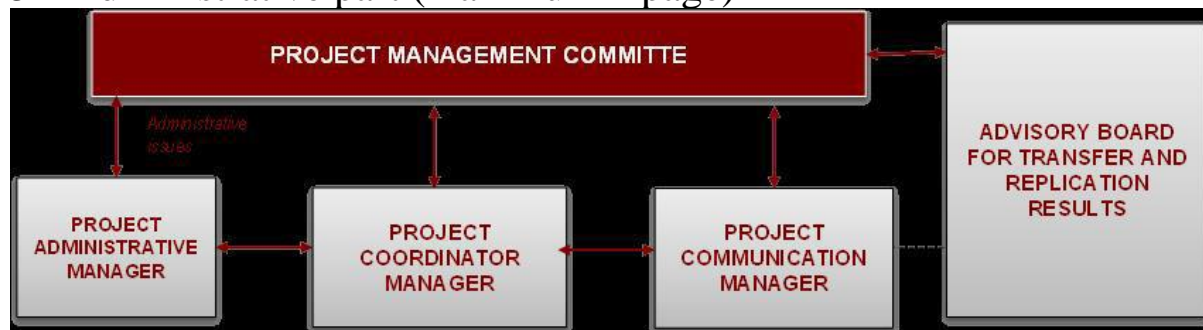 PROJECT MANAGEMENT COMMITTE
Administrative
issues
ADVISORY BOARD
FOR TRANSFER AND
REPLICATION
RESULTS
PROJECT
ADMINISTRATIVE
MANAGER
PROJECT
COORDINATOR
MANAGER
PROJECT
COMMUNICATION
MANAGER